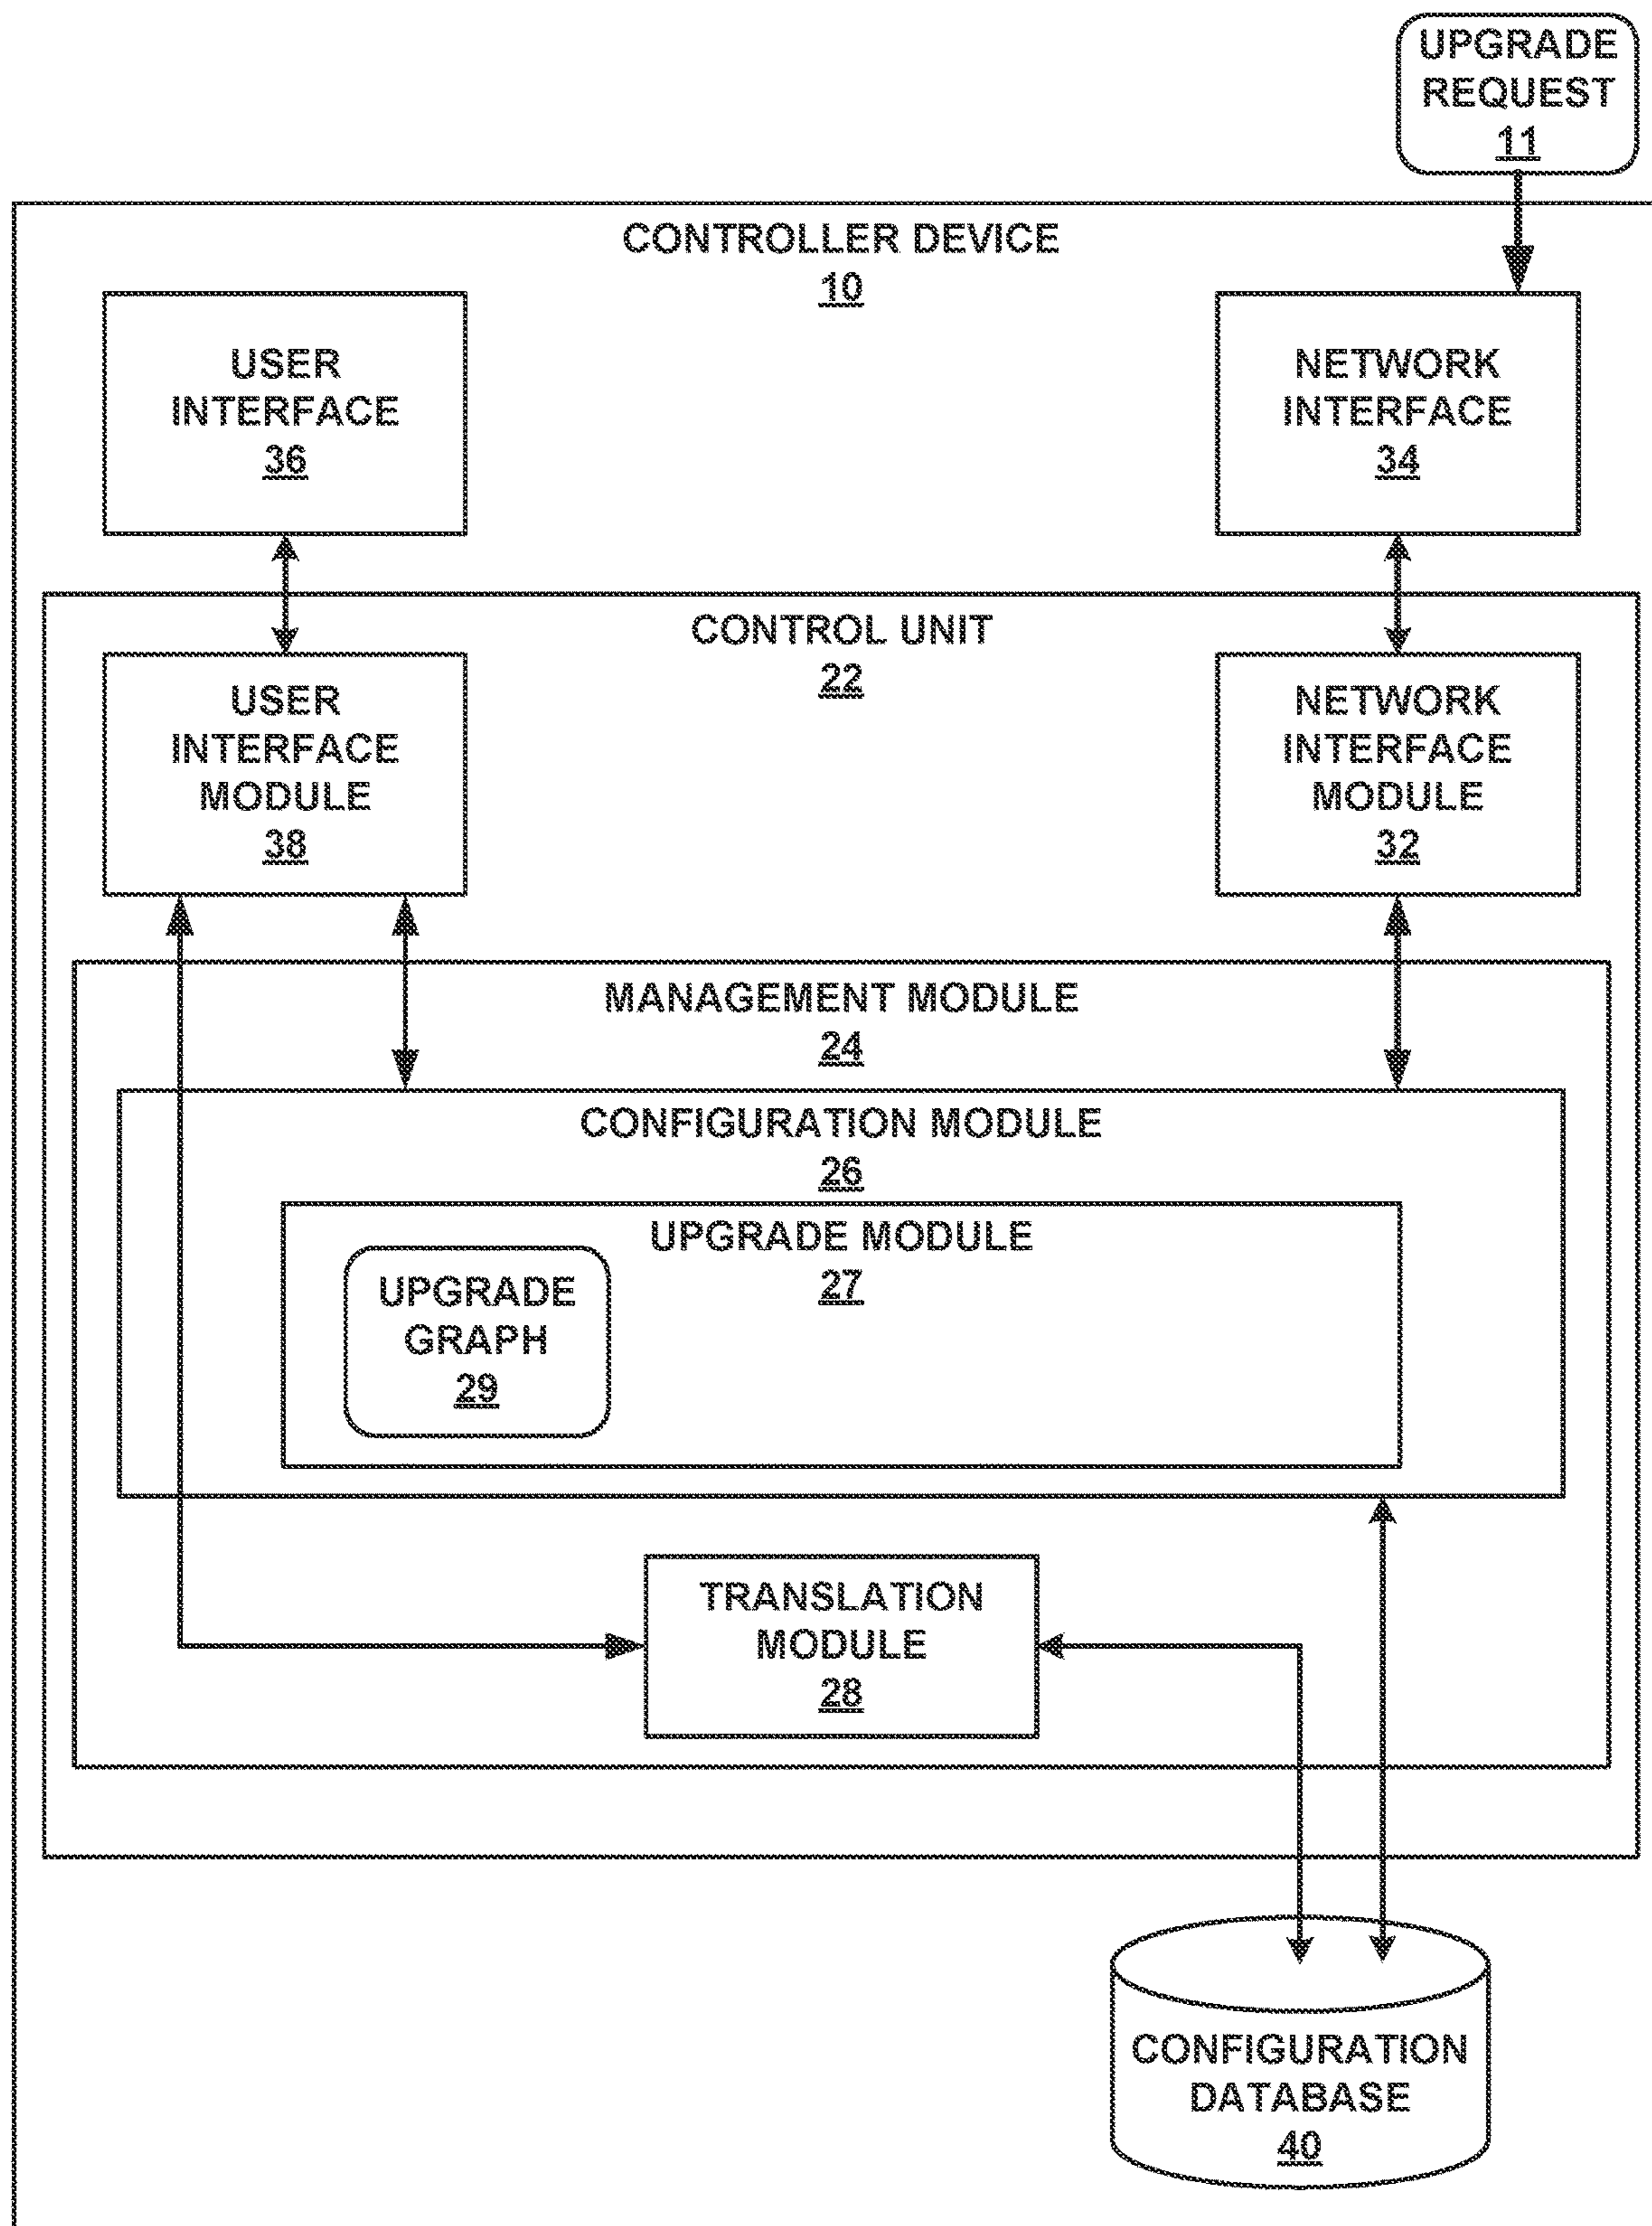 UPGRADE
REQUEST
11
CONTROLLER DEVICE
10
USER
INTERFACE
36
NETWORK
INTERFACE
34
CONTROL UNIT
22
USER
INTERFACE
MODULE
38
NETWORK
INTERFACE
MODULE
32
MANAGEMENT MODULE
24
CONFIGURATION MODULE
26
UPGRADE MODULE
27
UPGRADE
GRAPH
29
TRANSLATION
MODULE
28
CONFIGURATION
DATABASE
40